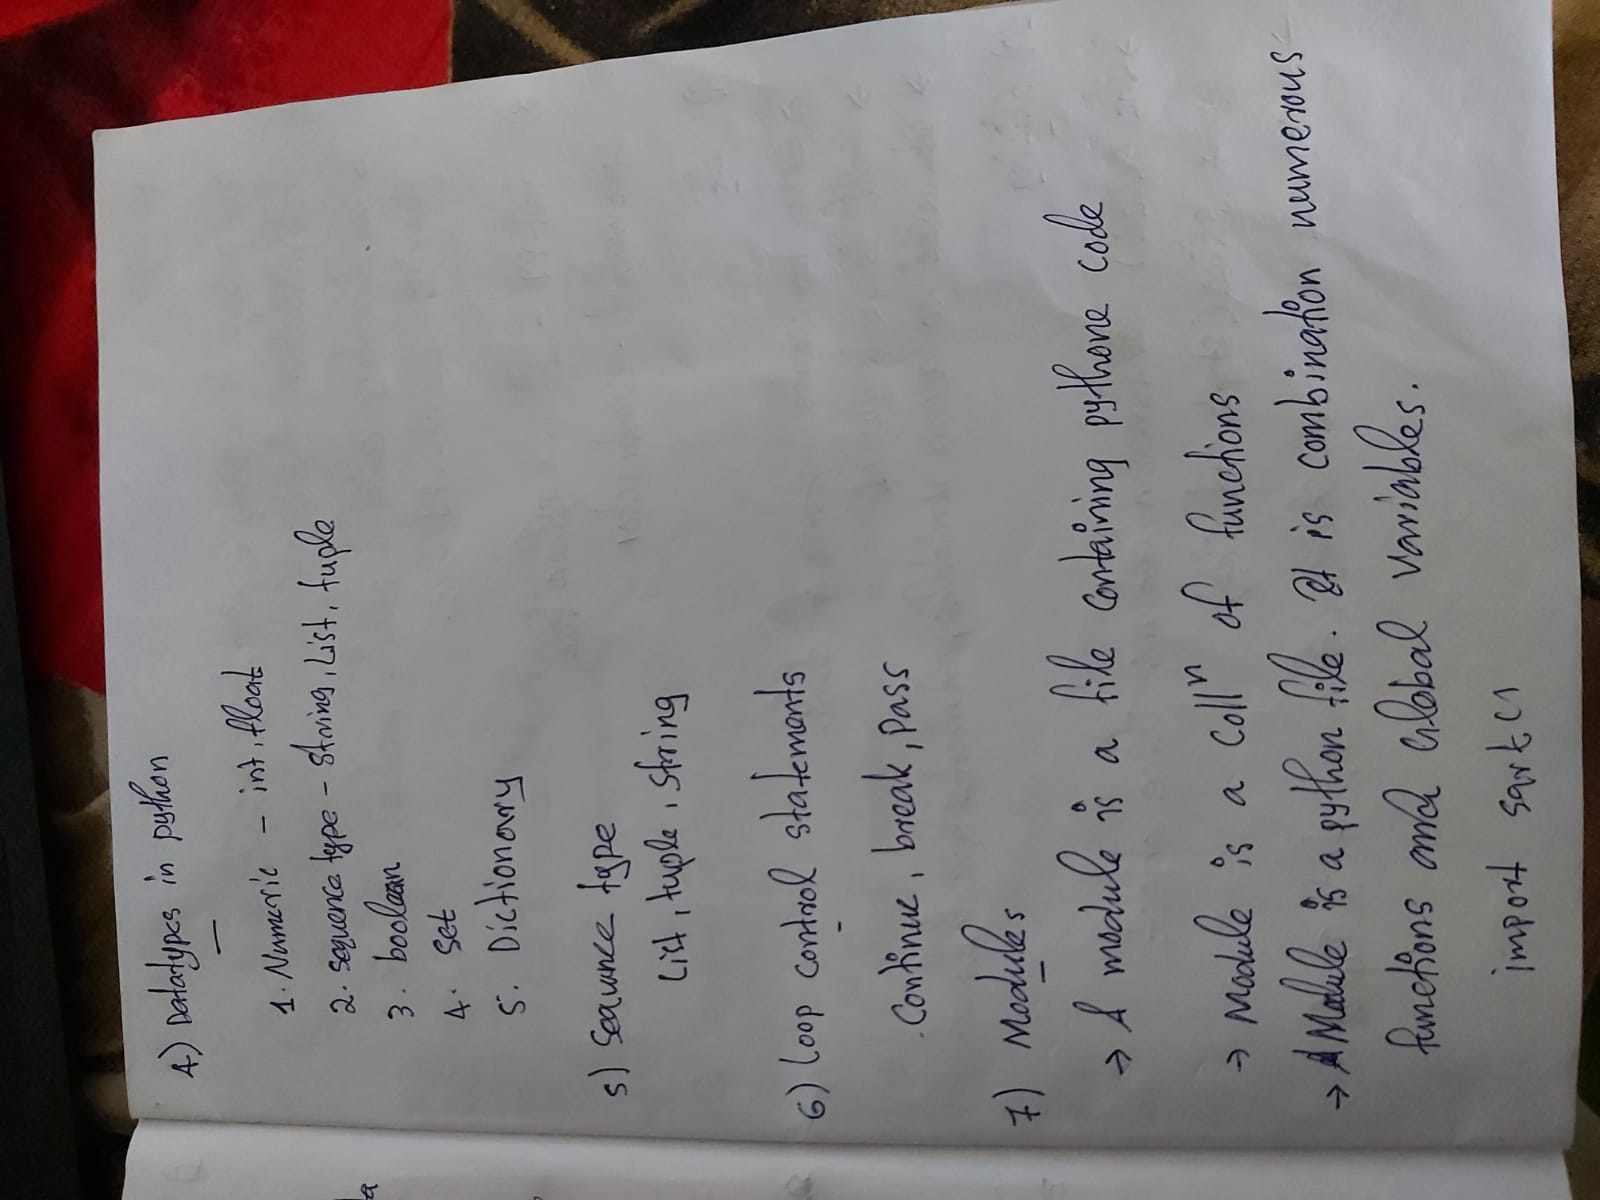 4) Datatypes in python
1. Numeric - int, float
2. sequence type - string, List, tuple
3. boolean
4. set
5. Dictionary
5) Seaunce type
List, tuple, string
6) Loop control statements
Continue, break, pass
7) Modules
→ A module is a file containing pythone code
→ Module is a Collⁿ of functions
→ A Module is a python file. It is combination numerous
functions and Global variables.
import sqrt()